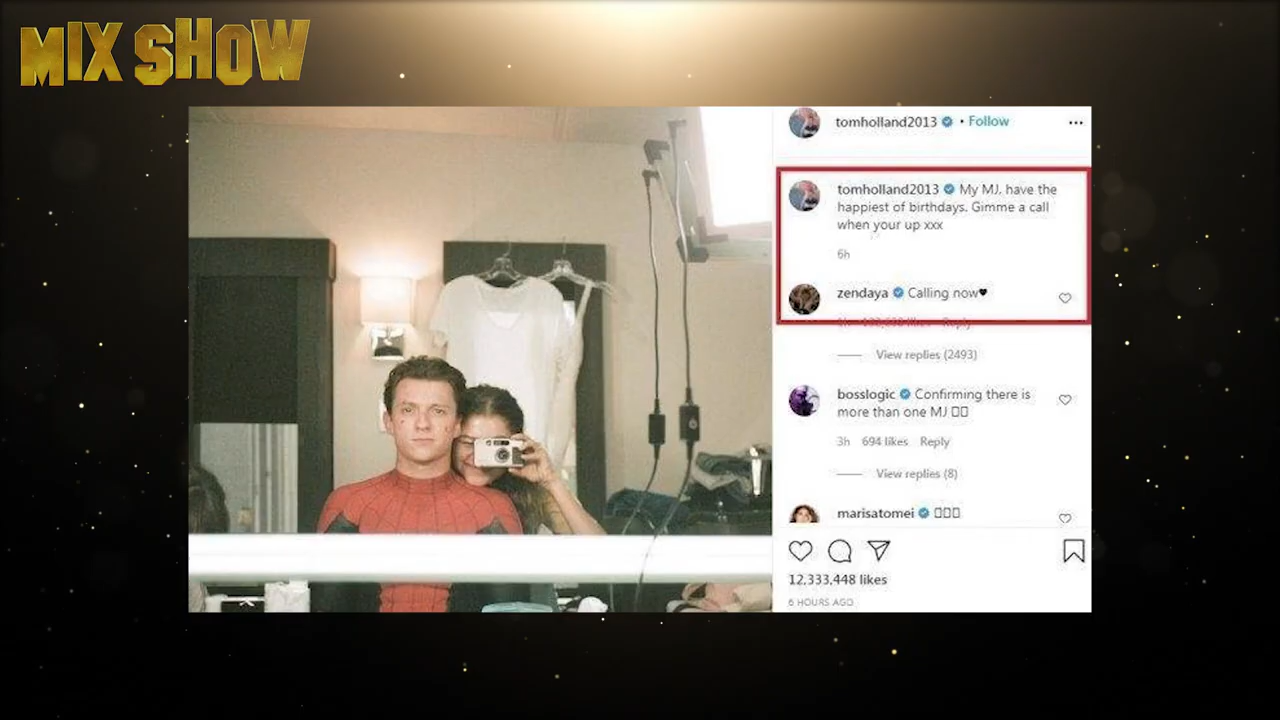 MIX SHOW
tomholland2013 • Follow
tomholland2013 My MJ, have the
happiest of birthdays. Gimme a call
when your up xxx
6h
zendaya Calling now🖤
Reply
View replies (2493)
bosslogic Confirming there is
more than one MJ
3h 694 likes Reply
View replies (8)
marisatomei
12,333,448 likes
6 HOURS AGO